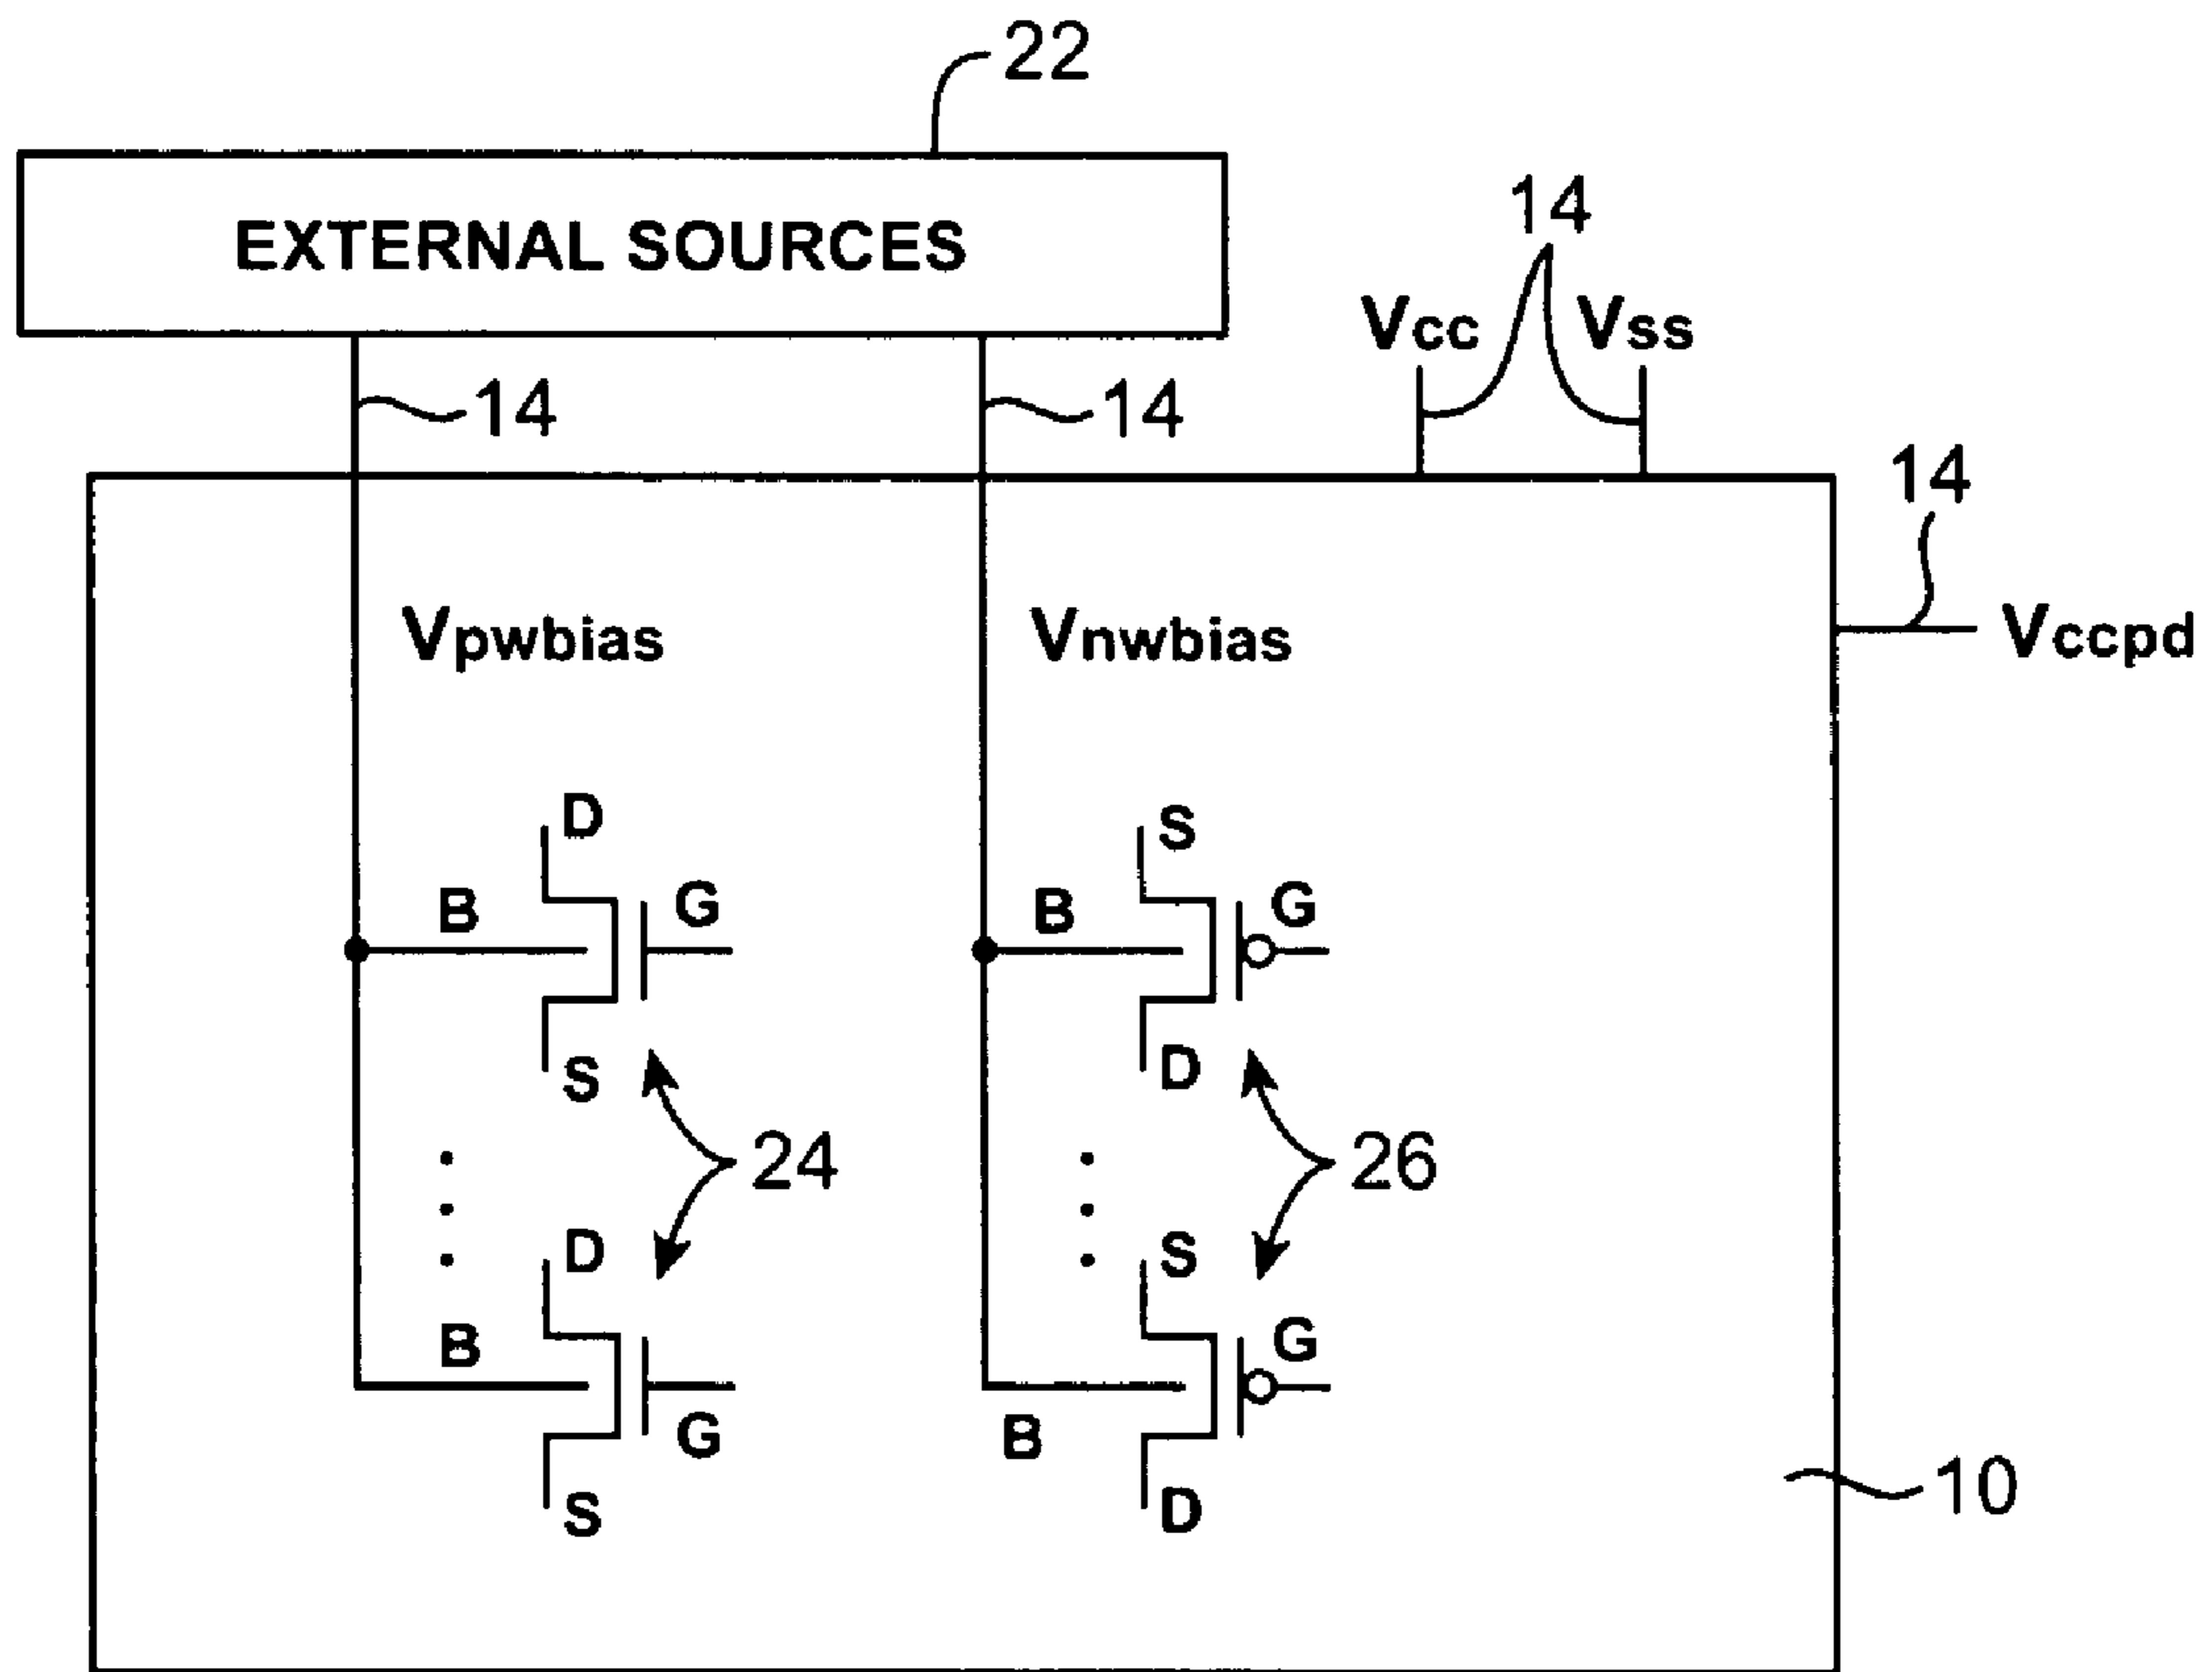 22
EXTERNAL SOURCES
14
Vcc Vss
14 14
14
Vpwbias Vnwbias Vccpd
D S
B G B G
S D
24 26
D S
B G B G
S D
10